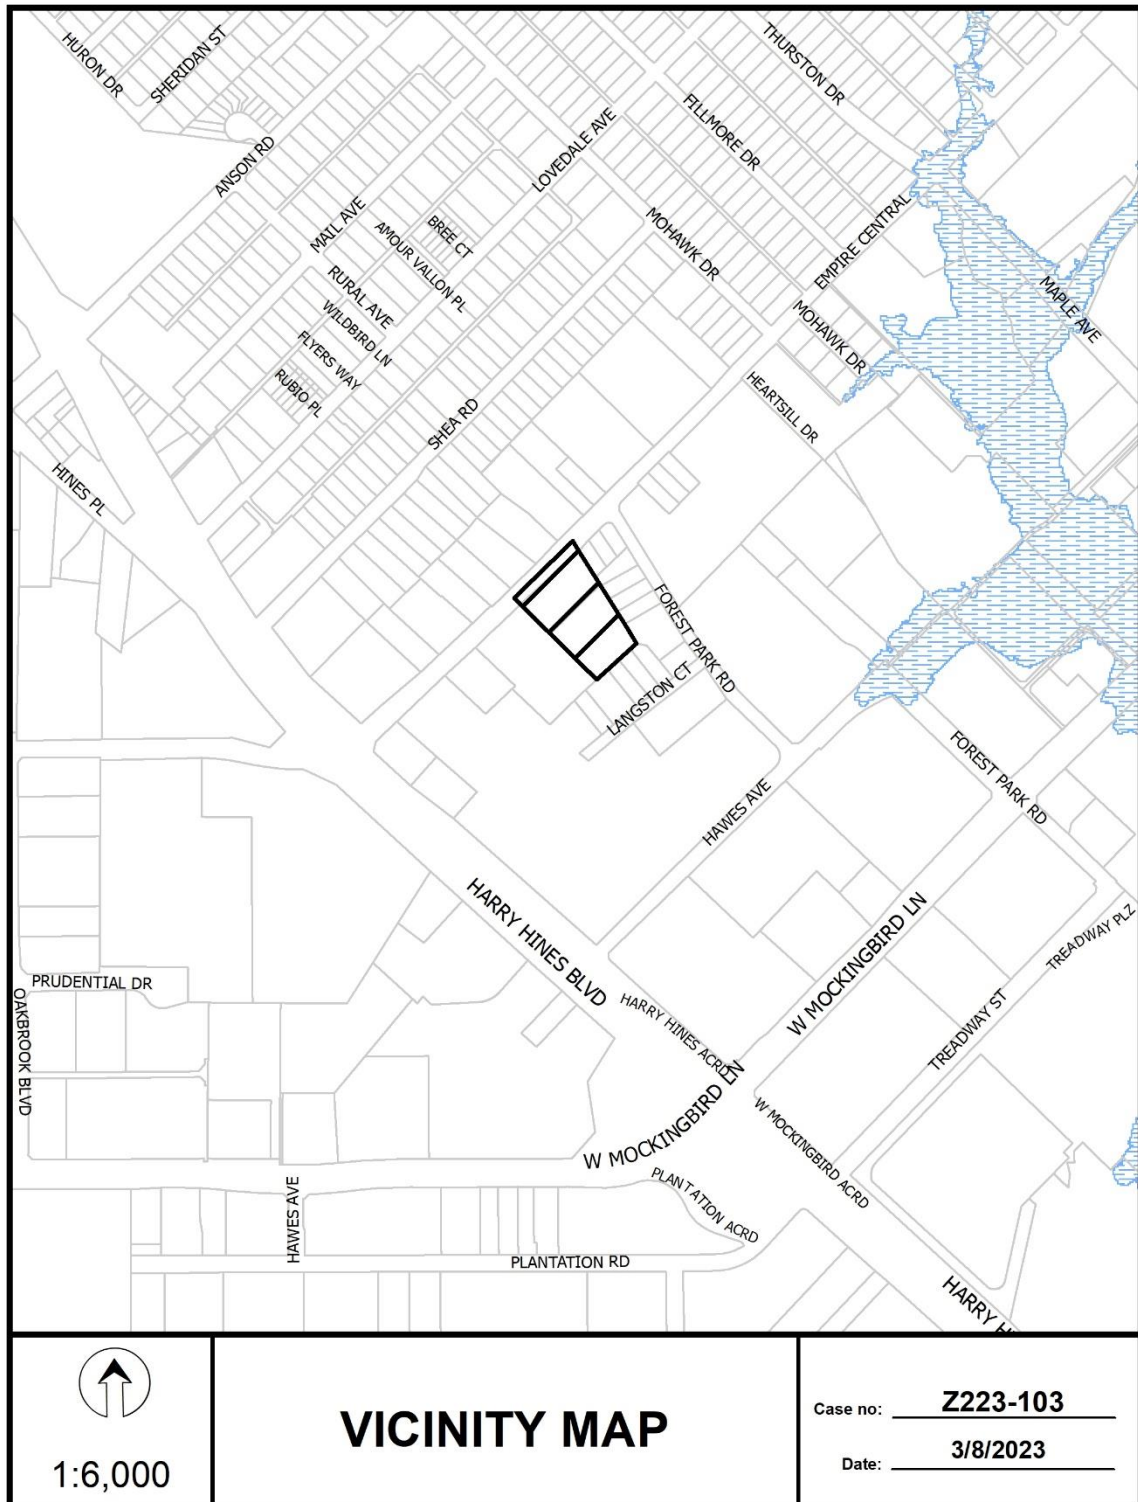 HURON DR
SHERIDAN ST
THURSTON DR
FILLMORE DR
ANSON RD
LOVEDALE AVE
MAIL AVE
BREE CT
AMOUR VALLON PL
MOHAWK DR
EMPIRE CENTRAL
RURAL AVE
WILDBIRD LN
MAPLE AVE
MOHAWK DR
FLYERS WAY
RUBIO PL
HEARTSILL DR
SHEA RD
HINES PL
FOREST PARK RD
LANGSTON CT
FOREST PARK RD
HAWES AVE
HARRY HINES BLVD
W MOCKINGBIRD LN
TREADWAY PLZ
PRUDENTIAL DR
OAKBROOK BLVD
HARRY HINES ACRD
TREADWAY ST
W MOCKINGBIRD LN
W MOCKINGBIRD ACRD
PLANTATION ACRD
HAWES AVE
PLANTATION RD
HARRY H
1:6,000
VICINITY MAP
Case no: Z223-103
Date: 3/8/2023